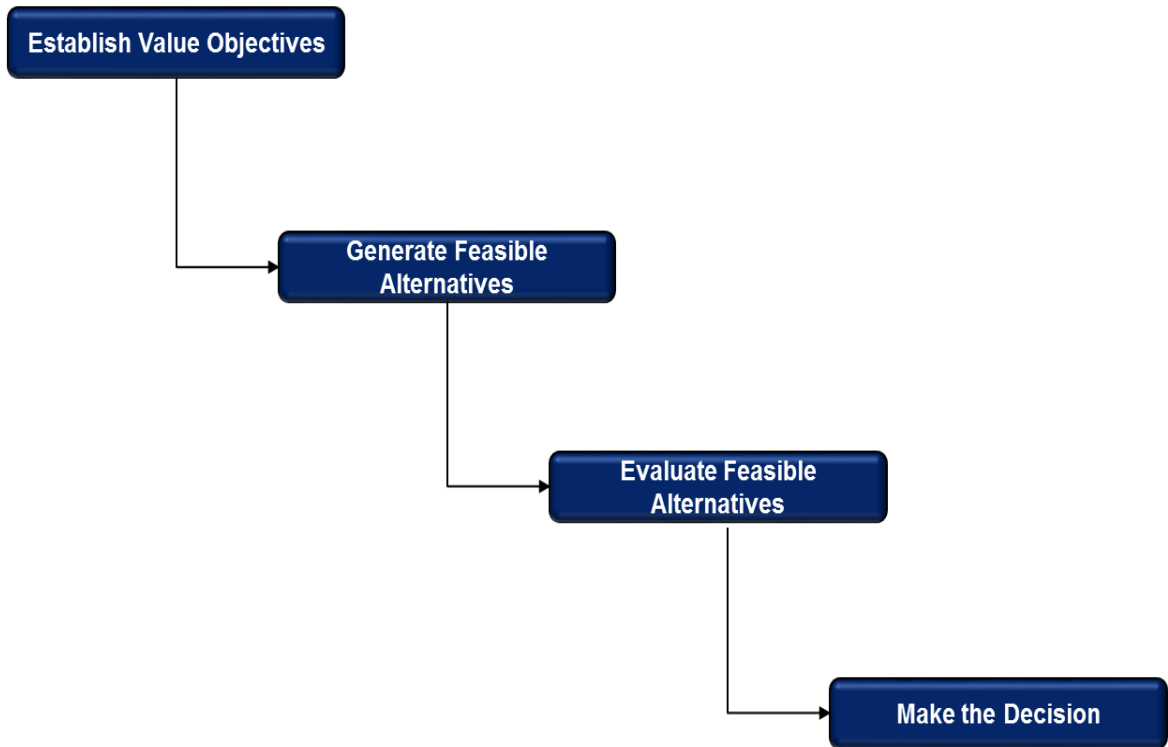 Establish Value Objectives
Generate Feasible
Alternatives
Evaluate Feasible
Alternatives
Make the Decision